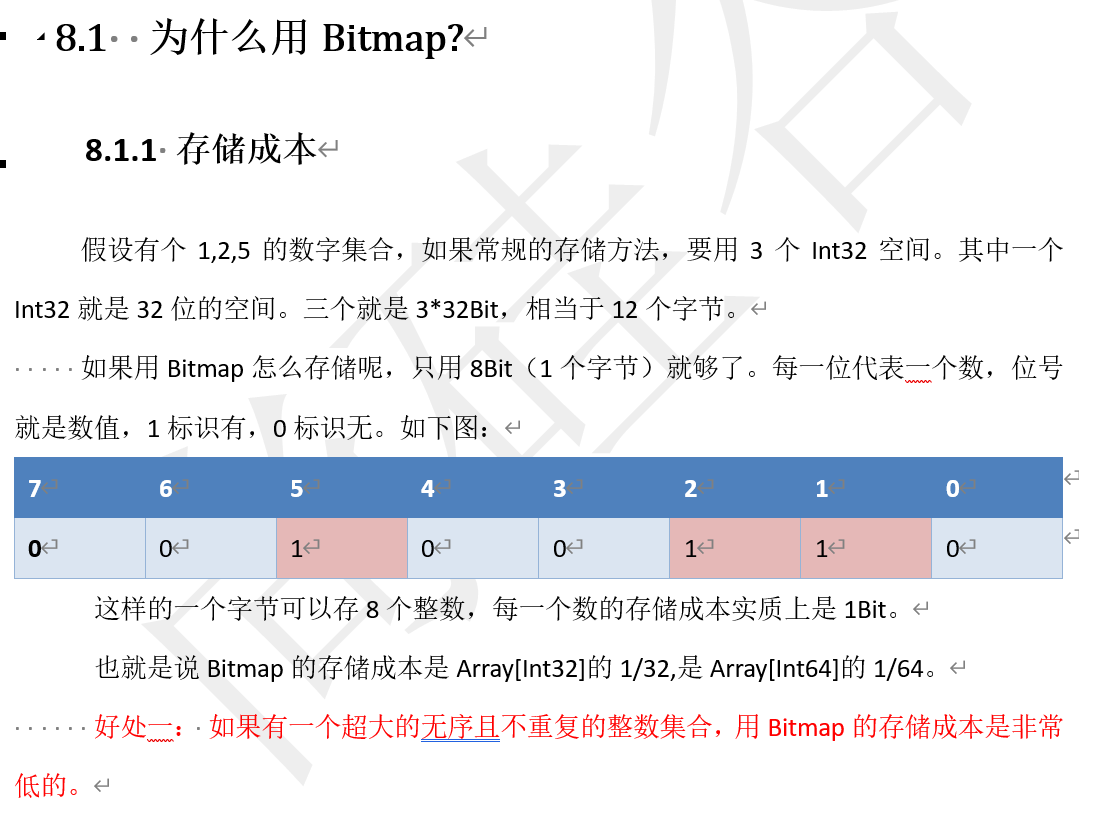 8.1 为什么用 Bitmap?
8.1.1 存储成本
假设有个 1,2,5 的数字集合，如果常规的存储方法，要用 3 个 Int32 空间。其中一个
Int32 就是 32 位的空间。三个就是 3*32Bit，相当于 12 个字节。
如果用 Bitmap 怎么存储呢，只用 8Bit（1 个字节）就够了。每一位代表一个数，位号
就是数值，1 标识有，0 标识无。如下图：
7 6 5 4 3 2 1 0
0 0 1 0 0 1 1 0
这样的一个字节可以存 8 个整数，每一个数的存储成本实质上是 1Bit。
也就是说 Bitmap 的存储成本是 Array[Int32]的 1/32,是 Array[Int64]的 1/64。
好处一： 如果有一个超大的无序且不重复的整数集合，用 Bitmap 的存储成本是非常
低的。
尚硅谷